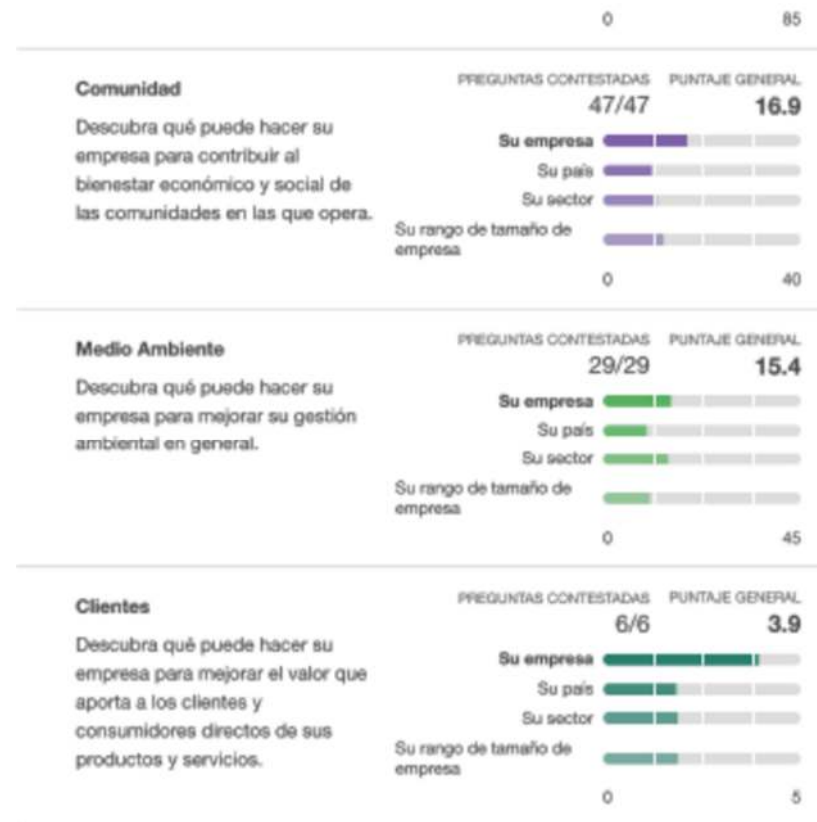 0 85
Comunidad
PREGUNTAS CONTESTADAS PUNTAJE GENERAL
47/47 16.9
Descubra qué puede hacer su
empresa para contribuir al
bienestar económico y social de
las comunidades en las que opera.
Su empresa
Su país
Su sector
Su rango de tamaño de
empresa
0 40
Medio Ambiente
PREGUNTAS CONTESTADAS PUNTAJE GENERAL
29/29 15.4
Descubra qué puede hacer su
empresa para mejorar su gestión
ambiental en general.
Su empresa
Su país
Su sector
Su rango de tamaño de
empresa
0 45
Clientes
PREGUNTAS CONTESTADAS PUNTAJE GENERAL
6/6 3.9
Descubra qué puede hacer su
empresa para mejorar el valor que
aporta a los clientes y
consumidores directos de sus
productos y servicios.
Su empresa
Su país
Su sector
Su rango de tamaño de
empresa
0 5